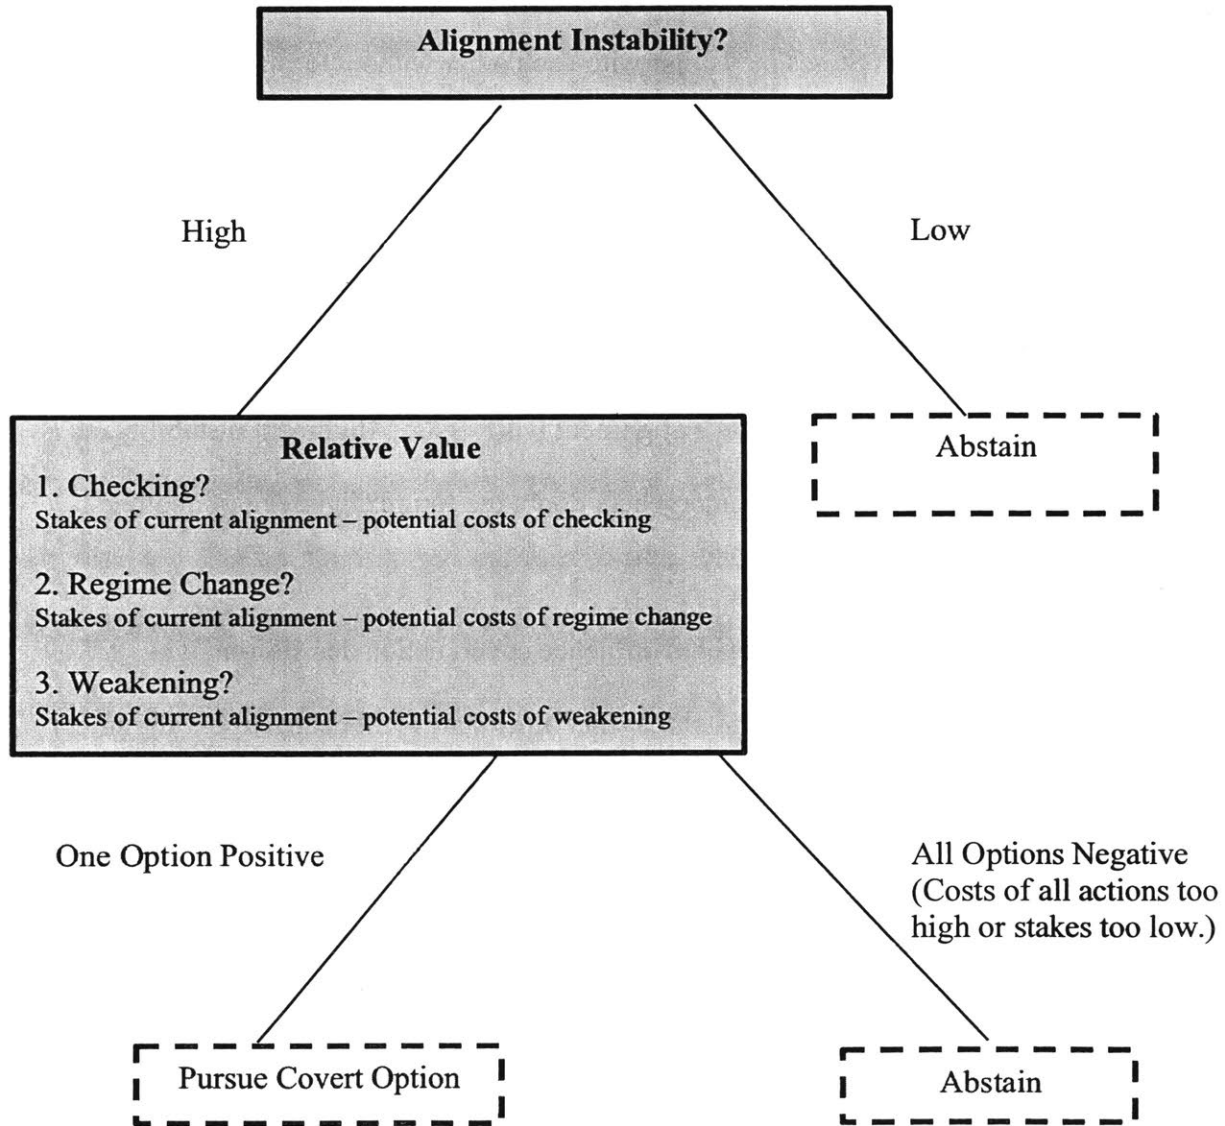 Alignment Instability?
High
Low
Relative Value
1. Checking?
Stakes of current alignment – potential costs of checking
2. Regime Change?
Stakes of current alignment – potential costs of regime change
3. Weakening?
Stakes of current alignment – potential costs of weakening
Abstain
One Option Positive
All Options Negative
(Costs of all actions too
high or stakes too low.)
Pursue Covert Option
Abstain